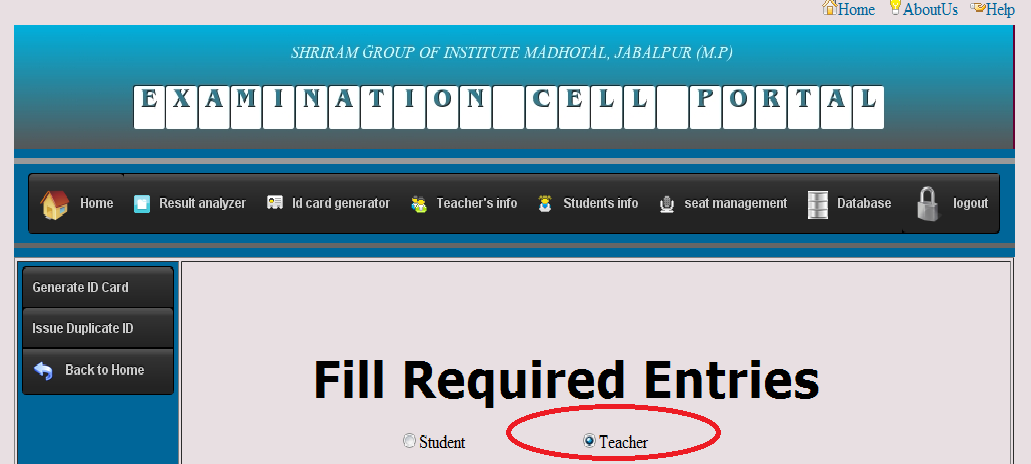 Home AboutUs Help
SHRIRAM GROUP OF INSTITUTE MADHOTAL, JABALPUR (M.P)
EXAMINATION CELL PORTAL
Home Result analyzer Id card generator Teacher's info Students info seat management Database logout
Generate ID Card
Issue Duplicate ID
Back to Home
Fill Required Entries
Student Teacher